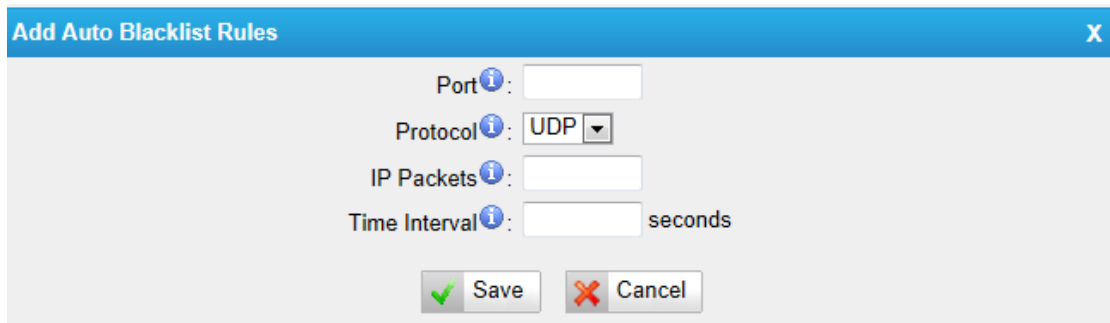 Add Auto Blacklist Rules X
Port :
Protocol : UDP
IP Packets :
Time Interval : seconds
Save Cancel